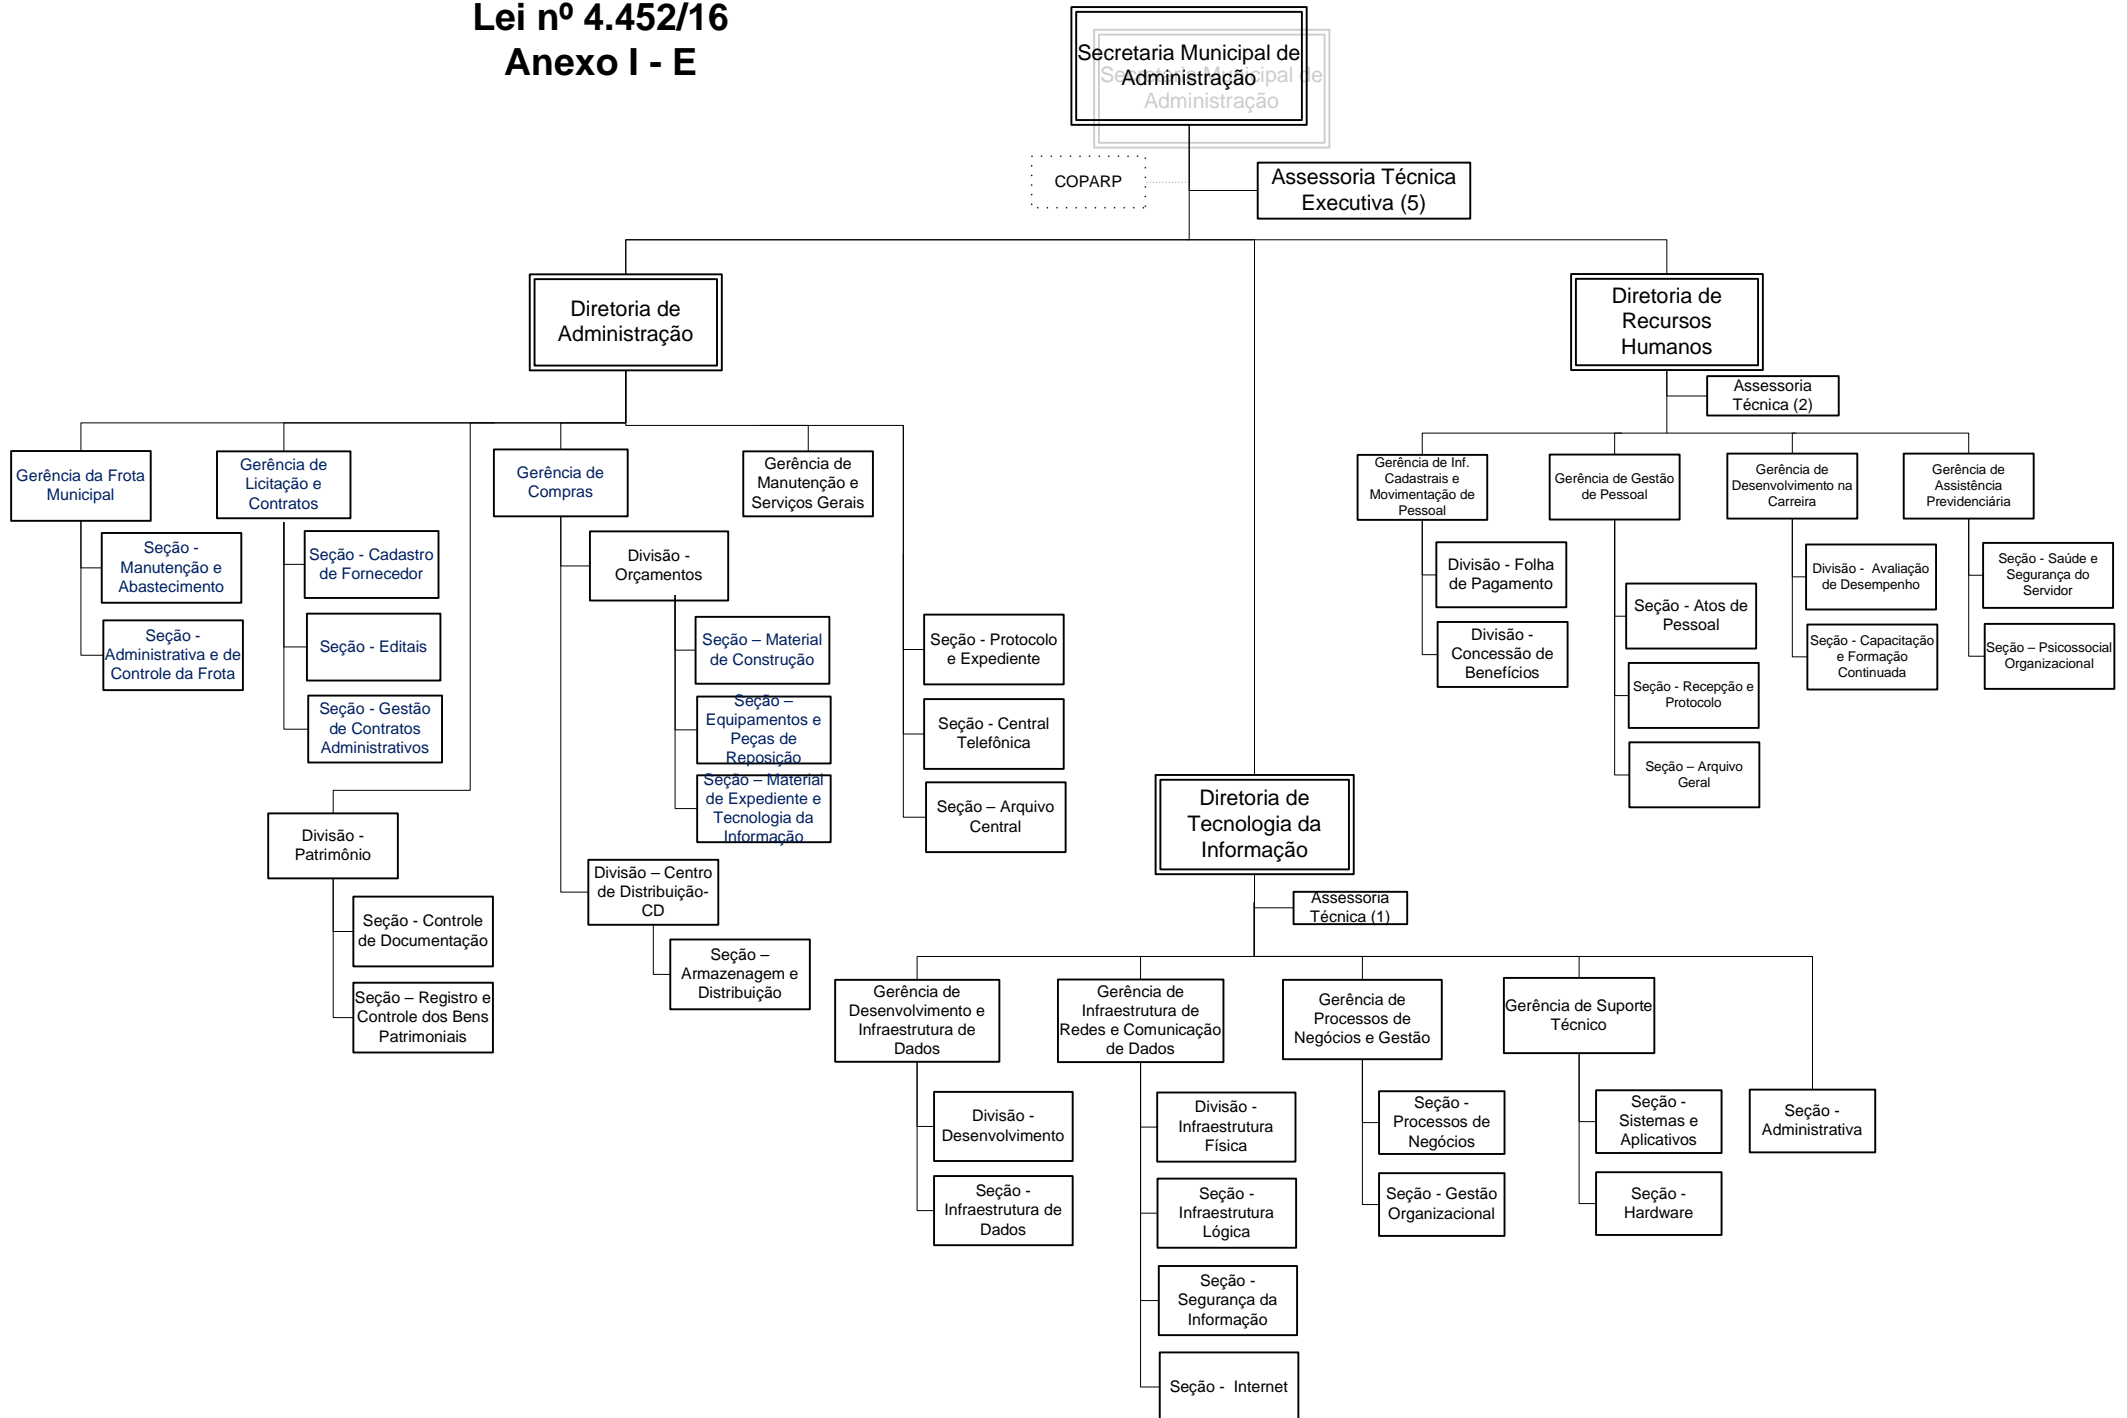 Lei nº 4.452/16
Anexo I - E
Secretaria Municipal de
Administração
Secretaria Municipal de
Administração
COPARP
Assessoria Técnica
Executiva (5)
Diretoria de
Administração
Diretoria de
Recursos
Humanos
Assessoria
Técnica (2)
Gerência da Frota
Municipal
Gerência de
Licitação e
Contratos
Gerência de
Compras
Gerência de
Manutenção e
Serviços Gerais
Gerência de Inf.
Cadastrais e
Movimentação de
Pessoal
Gerência de Gestão
de Pessoal
Gerência de
Desenvolvimento na
Carreira
Gerência de
Assistência
Previdenciária
Seção -
Manutenção e
Abastecimento
Seção -
Administrativa e de
Controle da Frota
Seção - Cadastro
de Fornecedor
Seção - Editais
Seção - Gestão
de Contratos
Administrativos
Divisão -
Orçamentos
Seção – Material
de Construção
Seção –
Equipamentos e
Peças de
Reposição
Seção – Material
de Expediente e
Tecnologia da
Informação
Seção - Protocolo
e Expediente
Seção - Central
Telefônica
Seção – Arquivo
Central
Divisão - Folha
de Pagamento
Divisão -
Concessão de
Benefícios
Seção - Atos de
Pessoal
Seção - Recepção e
Protocolo
Seção – Arquivo
Geral
Divisão -  Avaliação
de Desempenho
Seção - Capacitação
e Formação
Continuada
Seção - Saúde e
Segurança do
Servidor
Seção – Psicossocial
Organizacional
Divisão -
Patrimônio
Seção - Controle
de Documentação
Seção – Registro e
Controle dos Bens
Patrimoniais
Divisão – Centro
de Distribuição-
CD
Seção –
Armazenagem e
Distribuição
Diretoria de
Tecnologia da
Informação
Assessoria
Técnica (1)
Gerência de
Desenvolvimento e
Infraestrutura de
Dados
Gerência de
Infraestrutura de
Redes e Comunicação
de Dados
Gerência de
Processos de
Negócios e Gestão
Gerência de Suporte
Técnico
Divisão -
Desenvolvimento
Seção -
Infraestrutura de
Dados
Divisão -
Infraestrutura
Física
Seção -
Infraestrutura
Lógica
Seção -
Segurança da
Informação
Seção -  Internet
Seção -
Processos de
Negócios
Seção - Gestão
Organizacional
Seção -
Sistemas e
Aplicativos
Seção -
Hardware
Seção -
Administrativa